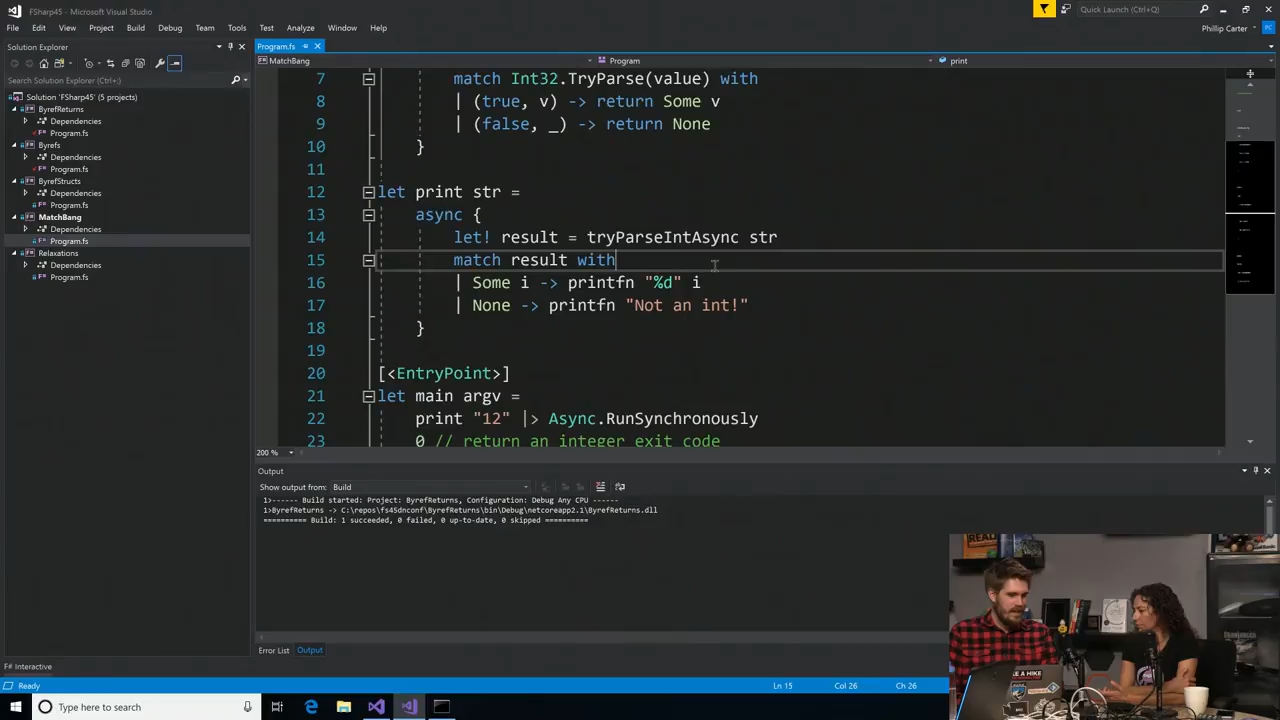 FSharp45 - Microsoft Visual Studio
Quick Launch (Ctrl+Q)
File Edit View Project Build Debug Team Tools Test Analyze Window Help
Phillip Carter
PC
Solution Explorer
Search Solution Explorer (Ctrl+;)
Solution 'FSharp45' (5 projects)
ByrefReturns
Dependencies
Program.fs
Byrefs
Dependencies
Program.fs
ByrefStructs
Dependencies
Program.fs
MatchBang
Dependencies
Program.fs
Relaxations
Dependencies
Program.fs
Program.fs
MatchBang
Program
print
7 match Int32.TryParse(value) with
8 | (true, v) -> return Some v
9 | (false, _) -> return None
10 }
11
12 let print str =
13 async {
14 let! result = tryParseIntAsync str
15 match result with
16 | Some i -> printfn "%d" i
17 | None -> printfn "Not an int!"
18 }
19
20 [<EntryPoint>]
21 let main argv =
22 print "12" |> Async.RunSynchronously
23 0 // return an integer exit code
200 %
Output
Show output from: Build
1>------ Build started: Project: ByrefReturns, Configuration: Debug Any CPU ------
1>ByrefReturns -> C:\repos\fs45dnconf\ByrefReturns\bin\Debug\netcoreapp2.1\ByrefReturns.dll
========== Build: 1 succeeded, 0 failed, 0 up-to-date, 0 skipped ==========
Error List Output
F# Interactive
Ready
Ln 15 Col 26 Ch 26
Type here to search
REAL
A HIKE